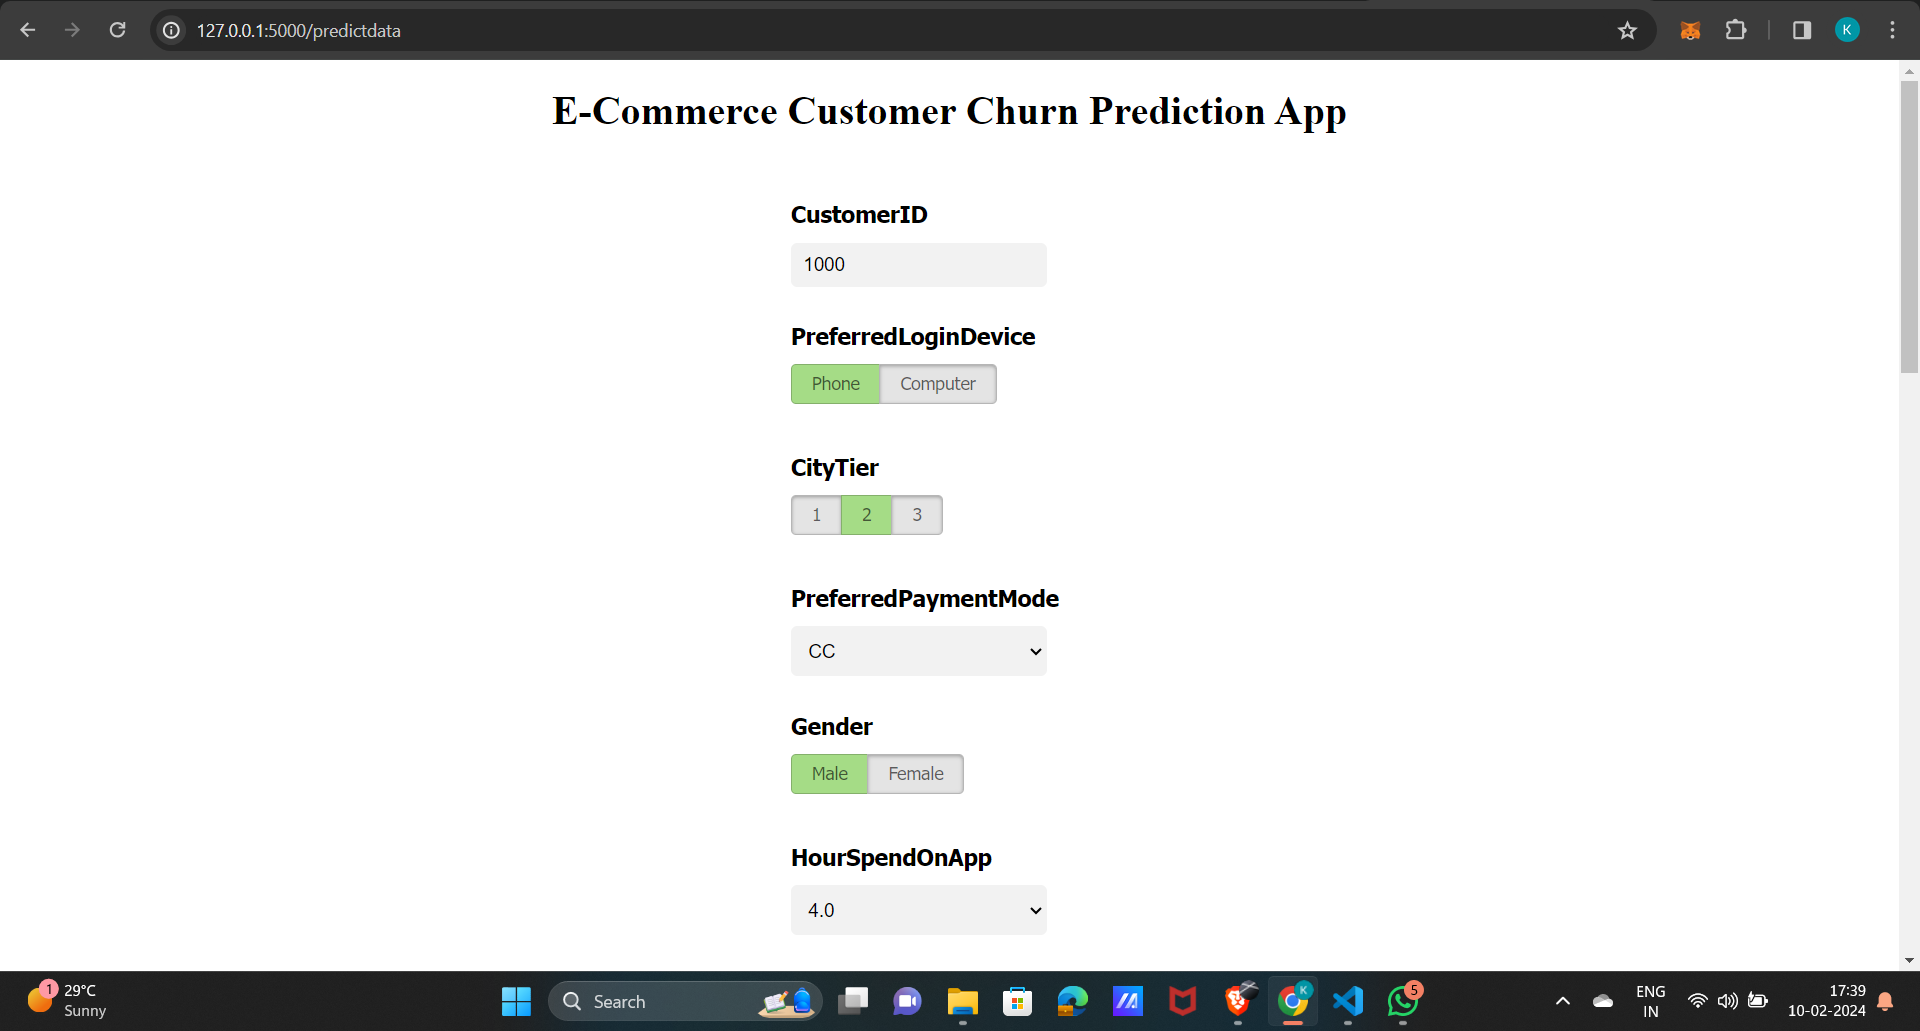 127.0.0.1:5000/predictdata
K
E-Commerce Customer Churn Prediction App
CustomerID
1000
PreferredLoginDevice
Phone Computer
CityTier
1 2 3
PreferredPaymentMode
CC
Gender
Male Female
HourSpendOnApp
4.0
1
29°C
Sunny
Search
K
5
ENG
IN
17:39
10-02-2024